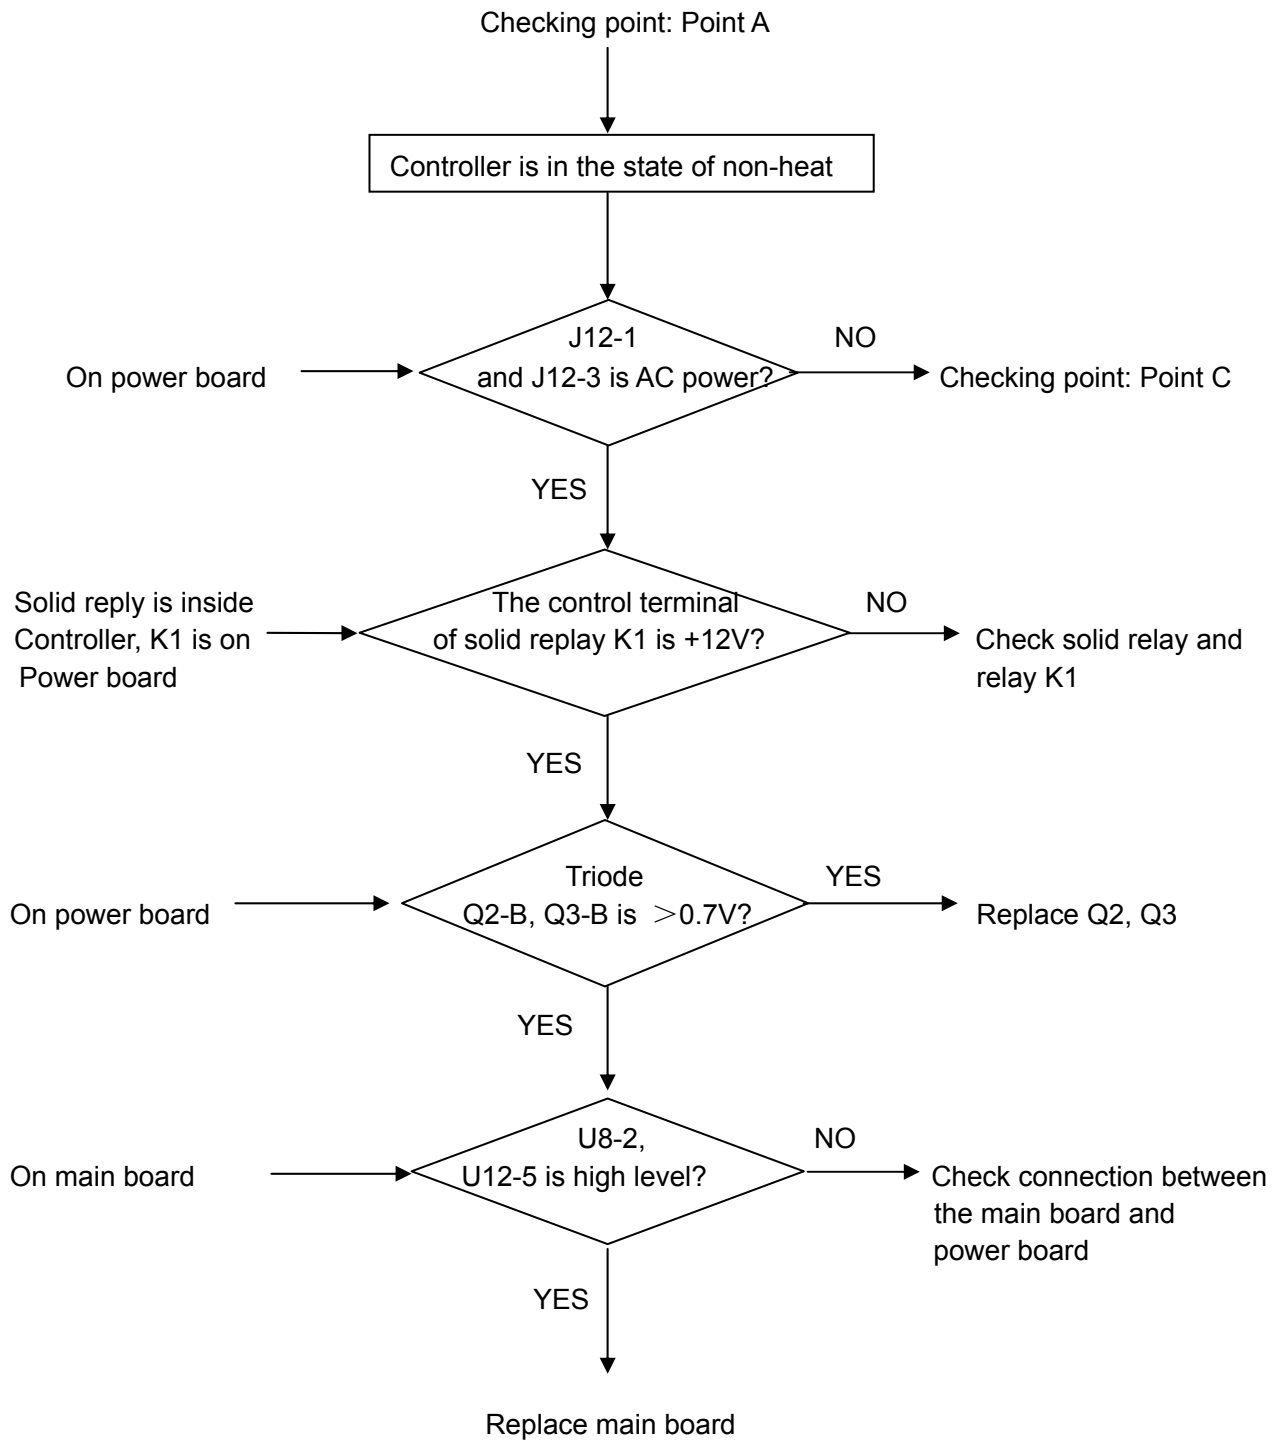 Checking point: Point A
Controller is in the state of non-heat
J12-1
and J12-3 is AC power?
NO
On power board
Checking point: Point C
YES
Solid reply is inside
Controller, K1 is on
Power board
The control terminal
of solid replay K1 is +12V?
NO
Check solid relay and
relay K1
YES
Triode
Q2-B, Q3-B is >0.7V?
YES
On power board
Replace Q2, Q3
YES
U8-2,
U12-5 is high level?
NO
On main board
Check connection between
the main board and
power board
YES
Replace main board